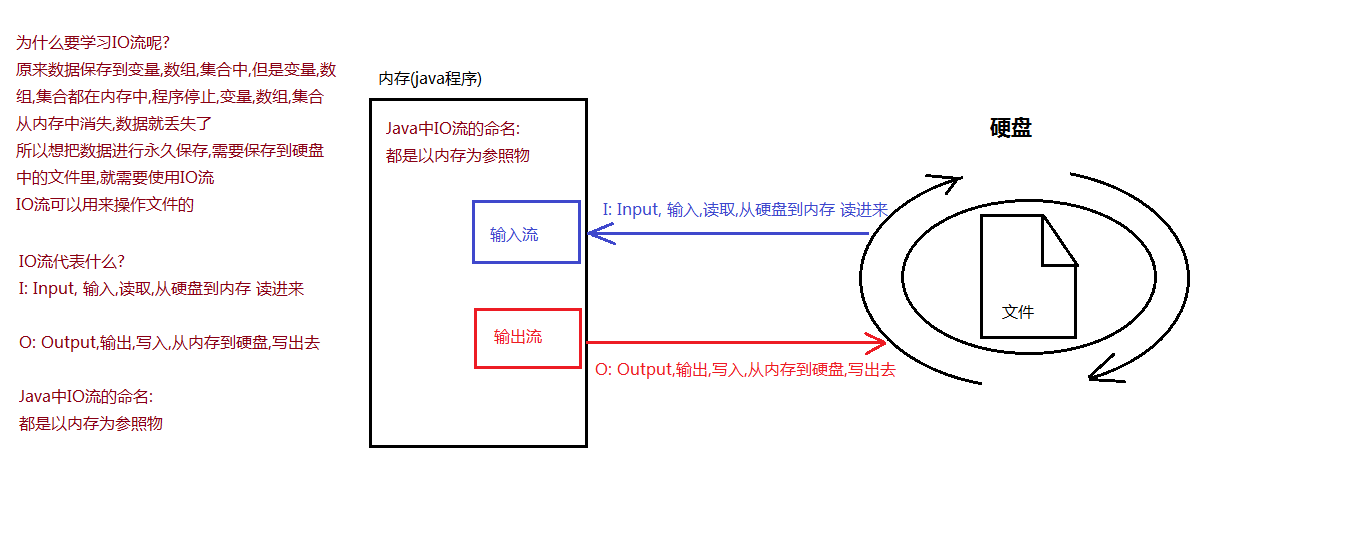 为什么要学习IO流呢?
原来数据保存到变量,数组,集合中,但是变量,数
组,集合都在内存中,程序停止,变量,数组,集合
从内存中消失,数据就丢失了
所以想把数据进行永久保存,需要保存到硬盘
中的文件里,就需要使用IO流
IO流可以用来操作文件的
IO流代表什么?
I: Input, 输入,读取,从硬盘到内存 读进来
O: Output,输出,写入,从内存到硬盘,写出去
Java中IO流的命名:
都是以内存为参照物
内存(java程序)
Java中IO流的命名:
都是以内存为参照物
输入流
输出流
I: Input, 输入,读取,从硬盘到内存 读进来
O: Output,输出,写入,从内存到硬盘,写出去
硬盘
文件